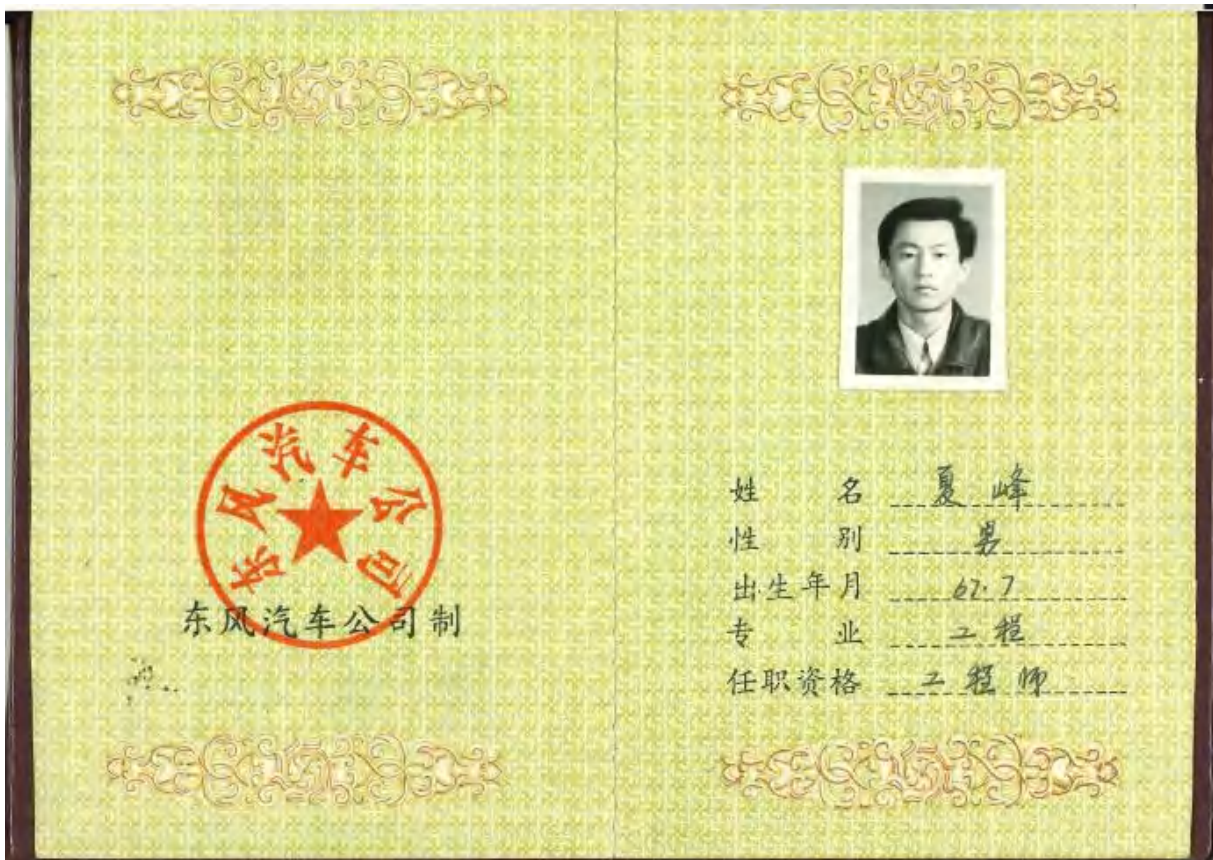 东风汽车公司
东风汽车公司制
姓名 夏峰
性别 男
出生年月 62.7
专业 工程
任职资格 工程师